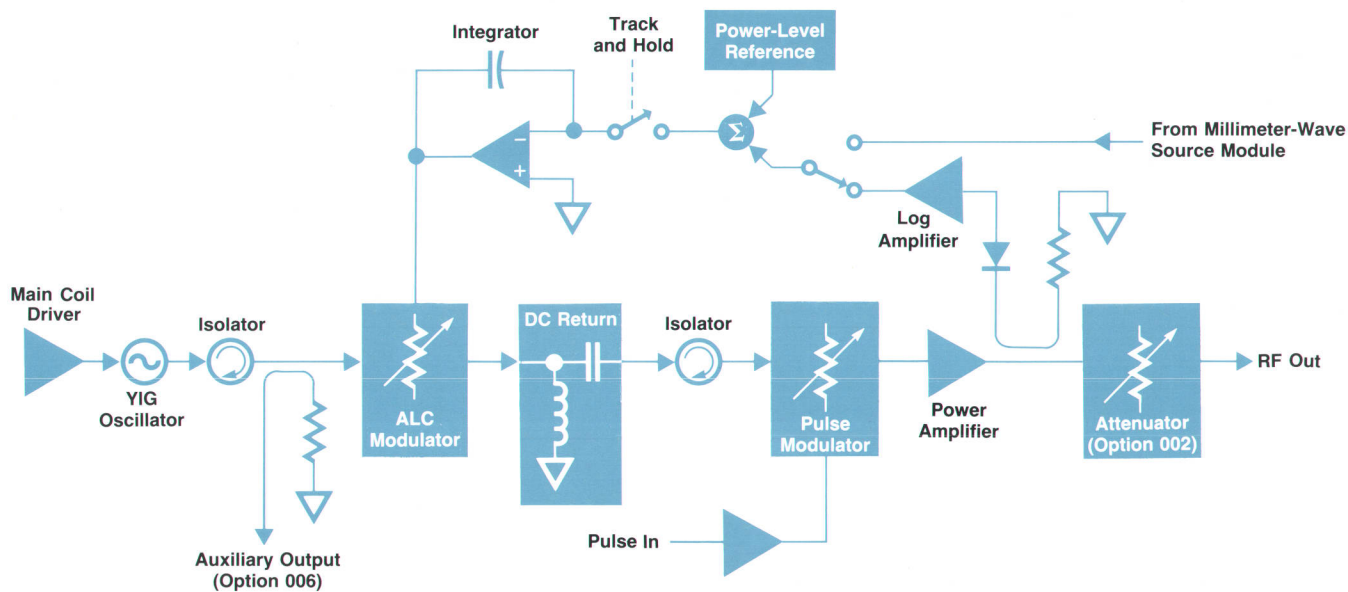 Integrator
Track
and Hold
Power-Level
Reference
Σ
From Millimeter-Wave
Source Module
−
+
Log
Amplifier
Main Coil
Driver
Isolator
YIG
Oscillator
ALC
Modulator
DC Return
Isolator
Pulse
Modulator
Power
Amplifier
Attenuator
(Option 002)
RF Out
Pulse In
Auxiliary Output
(Option 006)